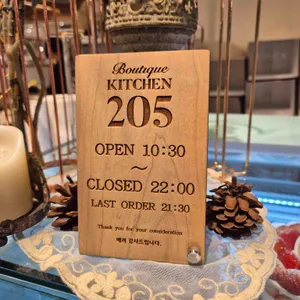 Boutique
KITCHEN
205
OPEN 10:30
~
CLOSED 22:00
LAST ORDER 21:30
Thank you for your consideration
배려 감사드립니다.